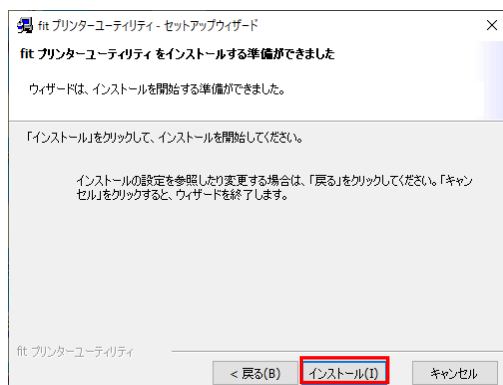 fit プリンターユーティリティ - セットアップウィザード
fit プリンターユーティリティ をインストールする準備ができました
ウィザードは、インストールを開始する準備ができました。
「インストール」をクリックして、インストールを開始してください。
インストールの設定を参照したり変更する場合は、「戻る」をクリックしてください。「キャン
セル」をクリックすると、ウィザードを終了します。
fit プリンターユーティリティ
< 戻る(B) インストール(I) キャンセル